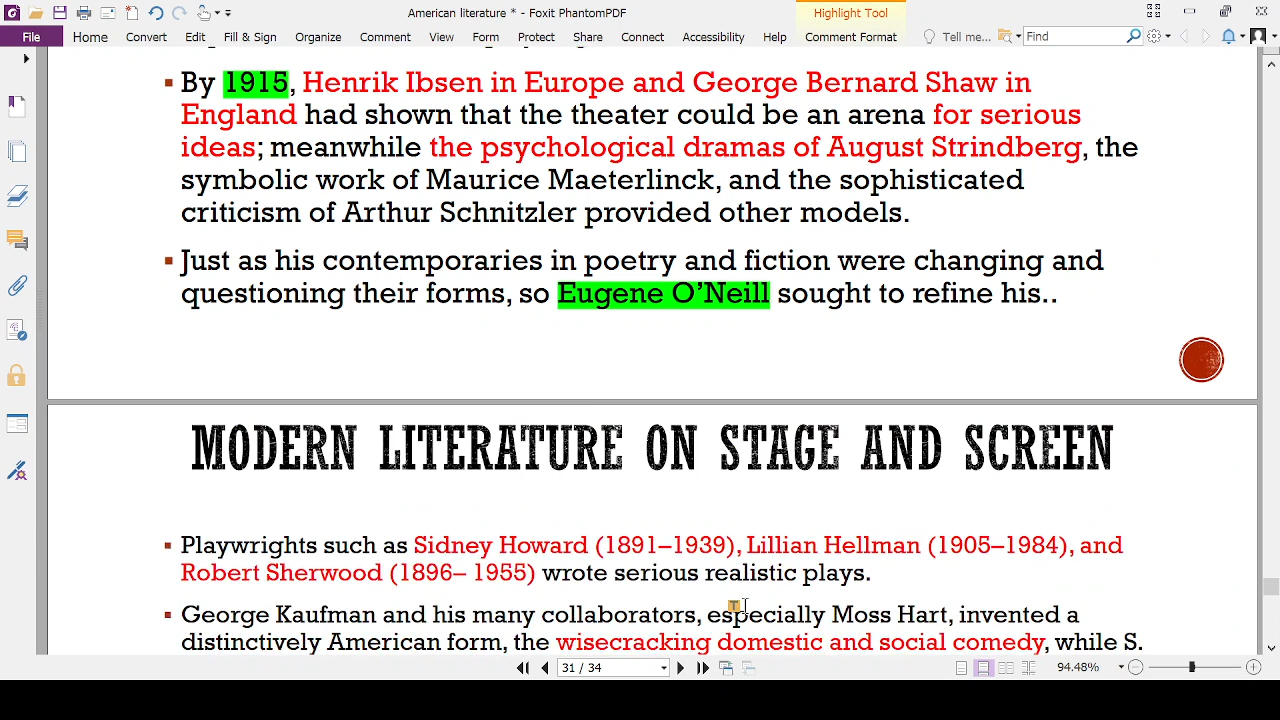 American literature * - Foxit PhantomPDF
Highlight Tool
File Home Convert Edit Fill & Sign Organize Comment View Form Protect Share Connect Accessibility Help Comment Format Tell me... Find
▪ By 1915, Henrik Ibsen in Europe and George Bernard Shaw in
England had shown that the theater could be an arena for serious
ideas; meanwhile the psychological dramas of August Strindberg, the
symbolic work of Maurice Maeterlinck, and the sophisticated
criticism of Arthur Schnitzler provided other models.
▪ Just as his contemporaries in poetry and fiction were changing and
questioning their forms, so Eugene O’Neill sought to refine his..
MODERN LITERATURE ON STAGE AND SCREEN
▪ Playwrights such as Sidney Howard (1891–1939), Lillian Hellman (1905–1984), and
Robert Sherwood (1896– 1955) wrote serious realistic plays.
▪ George Kaufman and his many collaborators, especially Moss Hart, invented a
distinctively American form, the wisecracking domestic and social comedy, while S.
31 / 34
94.48%